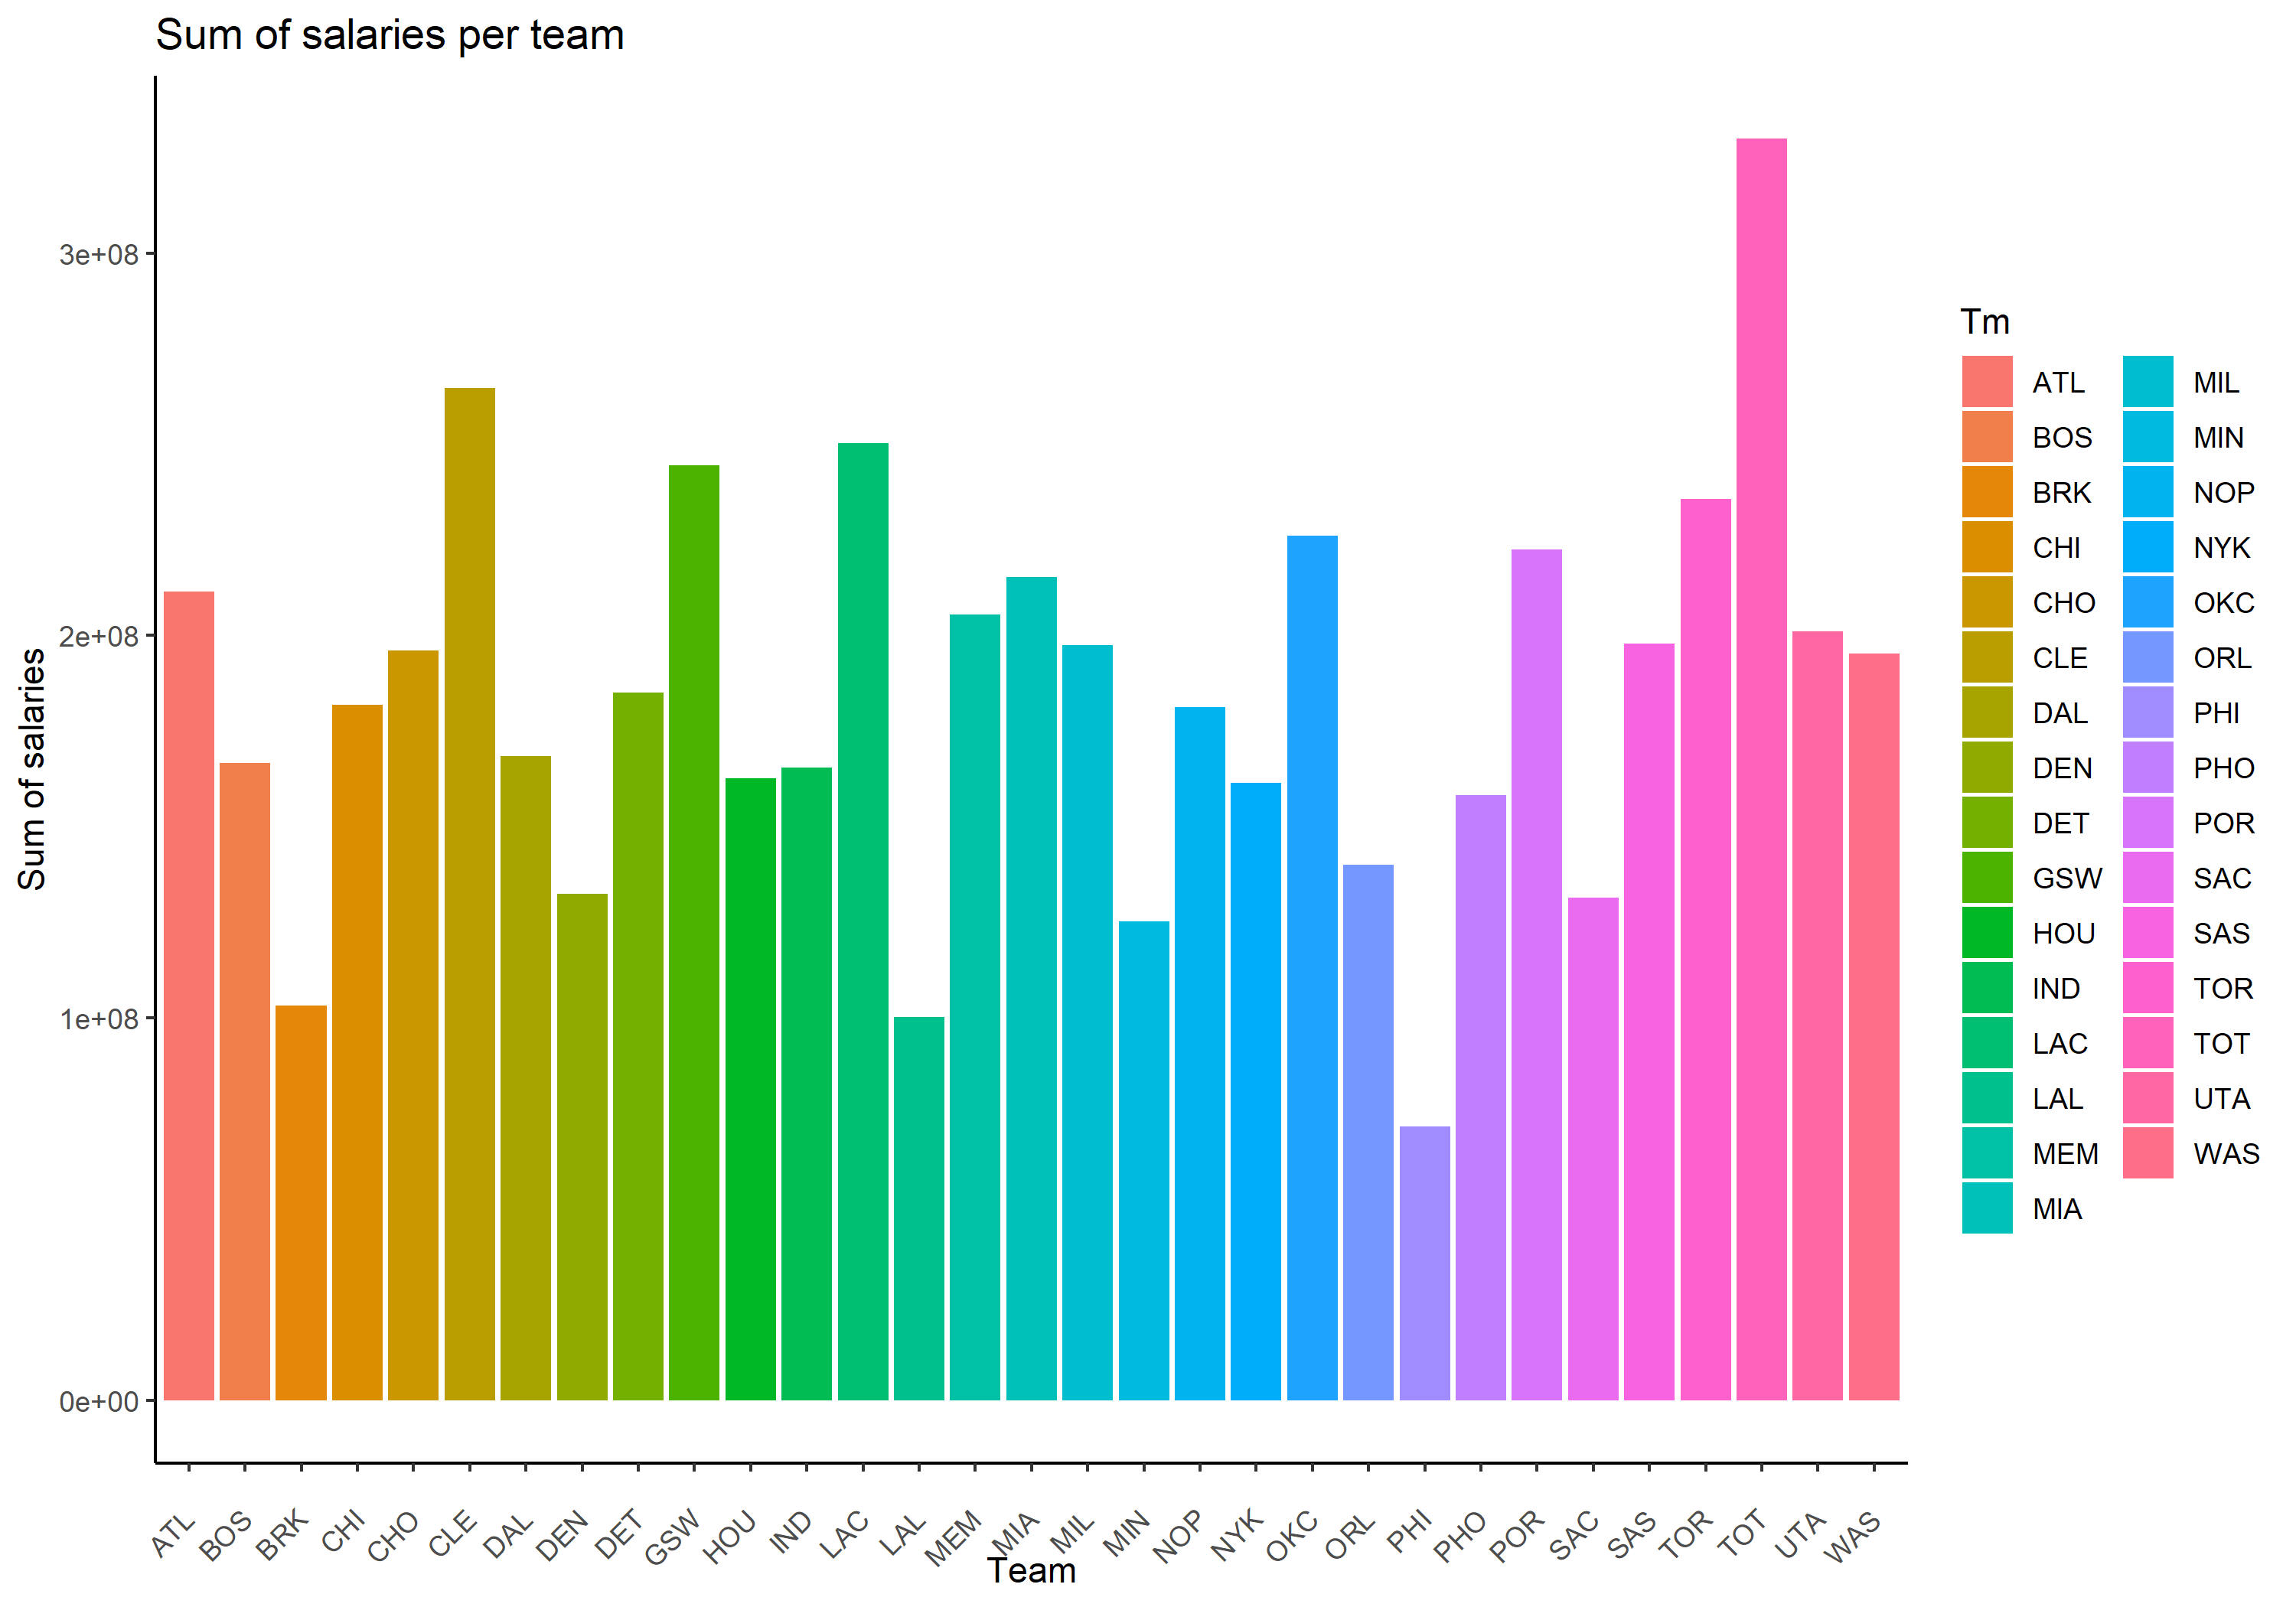 Sum of salaries per team
Sum of salaries
3e+08
2e+08
1e+08
0e+00
ATL BOS BRK CHI CHO CLE DAL DEN DET GSW HOU IND LAC LAL MEM MIA MIL MIN NOP NYK OKC ORL PHI PHO POR SAC SAS TOR TOT UTA WAS
Team
Tm
ATL
BOS
BRK
CHI
CHO
CLE
DAL
DEN
DET
GSW
HOU
IND
LAC
LAL
MEM
MIA
MIL
MIN
NOP
NYK
OKC
ORL
PHI
PHO
POR
SAC
SAS
TOR
TOT
UTA
WAS